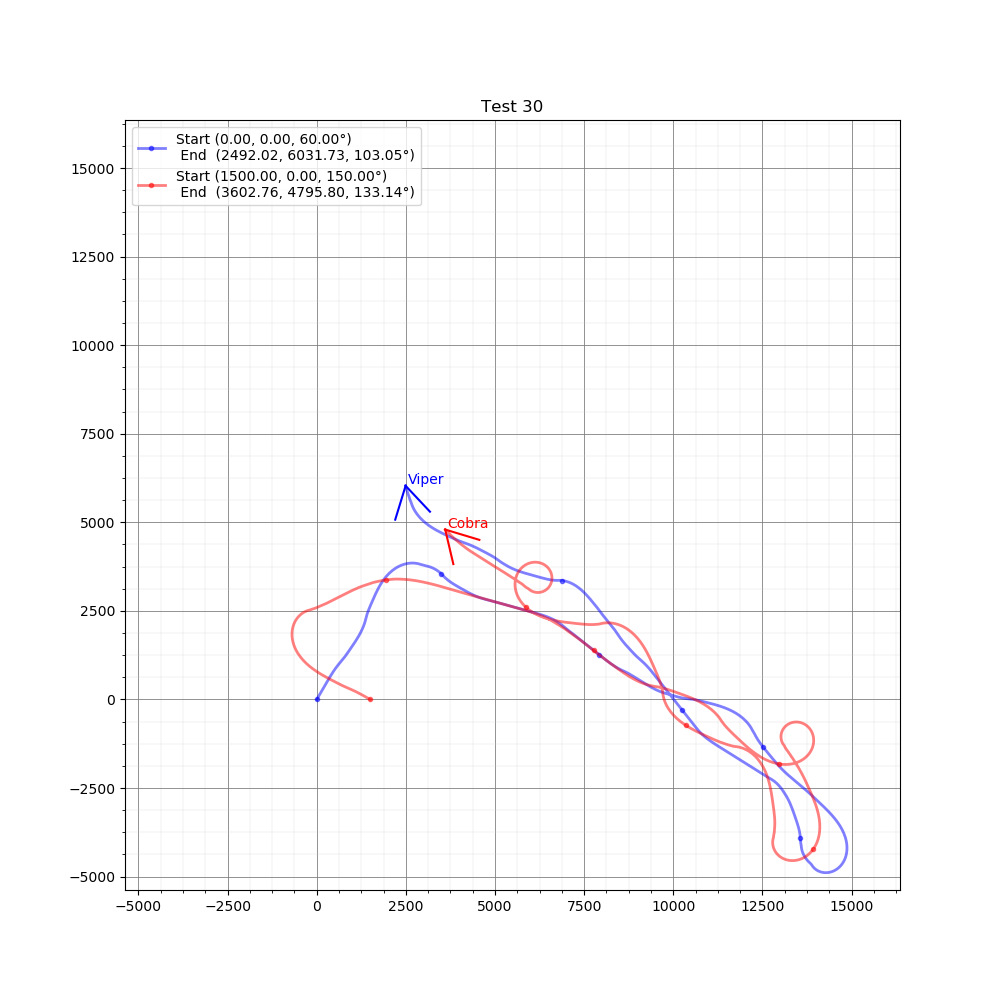 Test 30
Start (0.00, 0.00, 60.00°)
End  (2492.02, 6031.73, 103.05°)
Start (1500.00, 0.00, 150.00°)
End  (3602.76, 4795.80, 133.14°)
15000
12500
10000
7500
5000
2500
0
−2500
−5000
Viper
Cobra
−5000 −2500 0 2500 5000 7500 10000 12500 15000